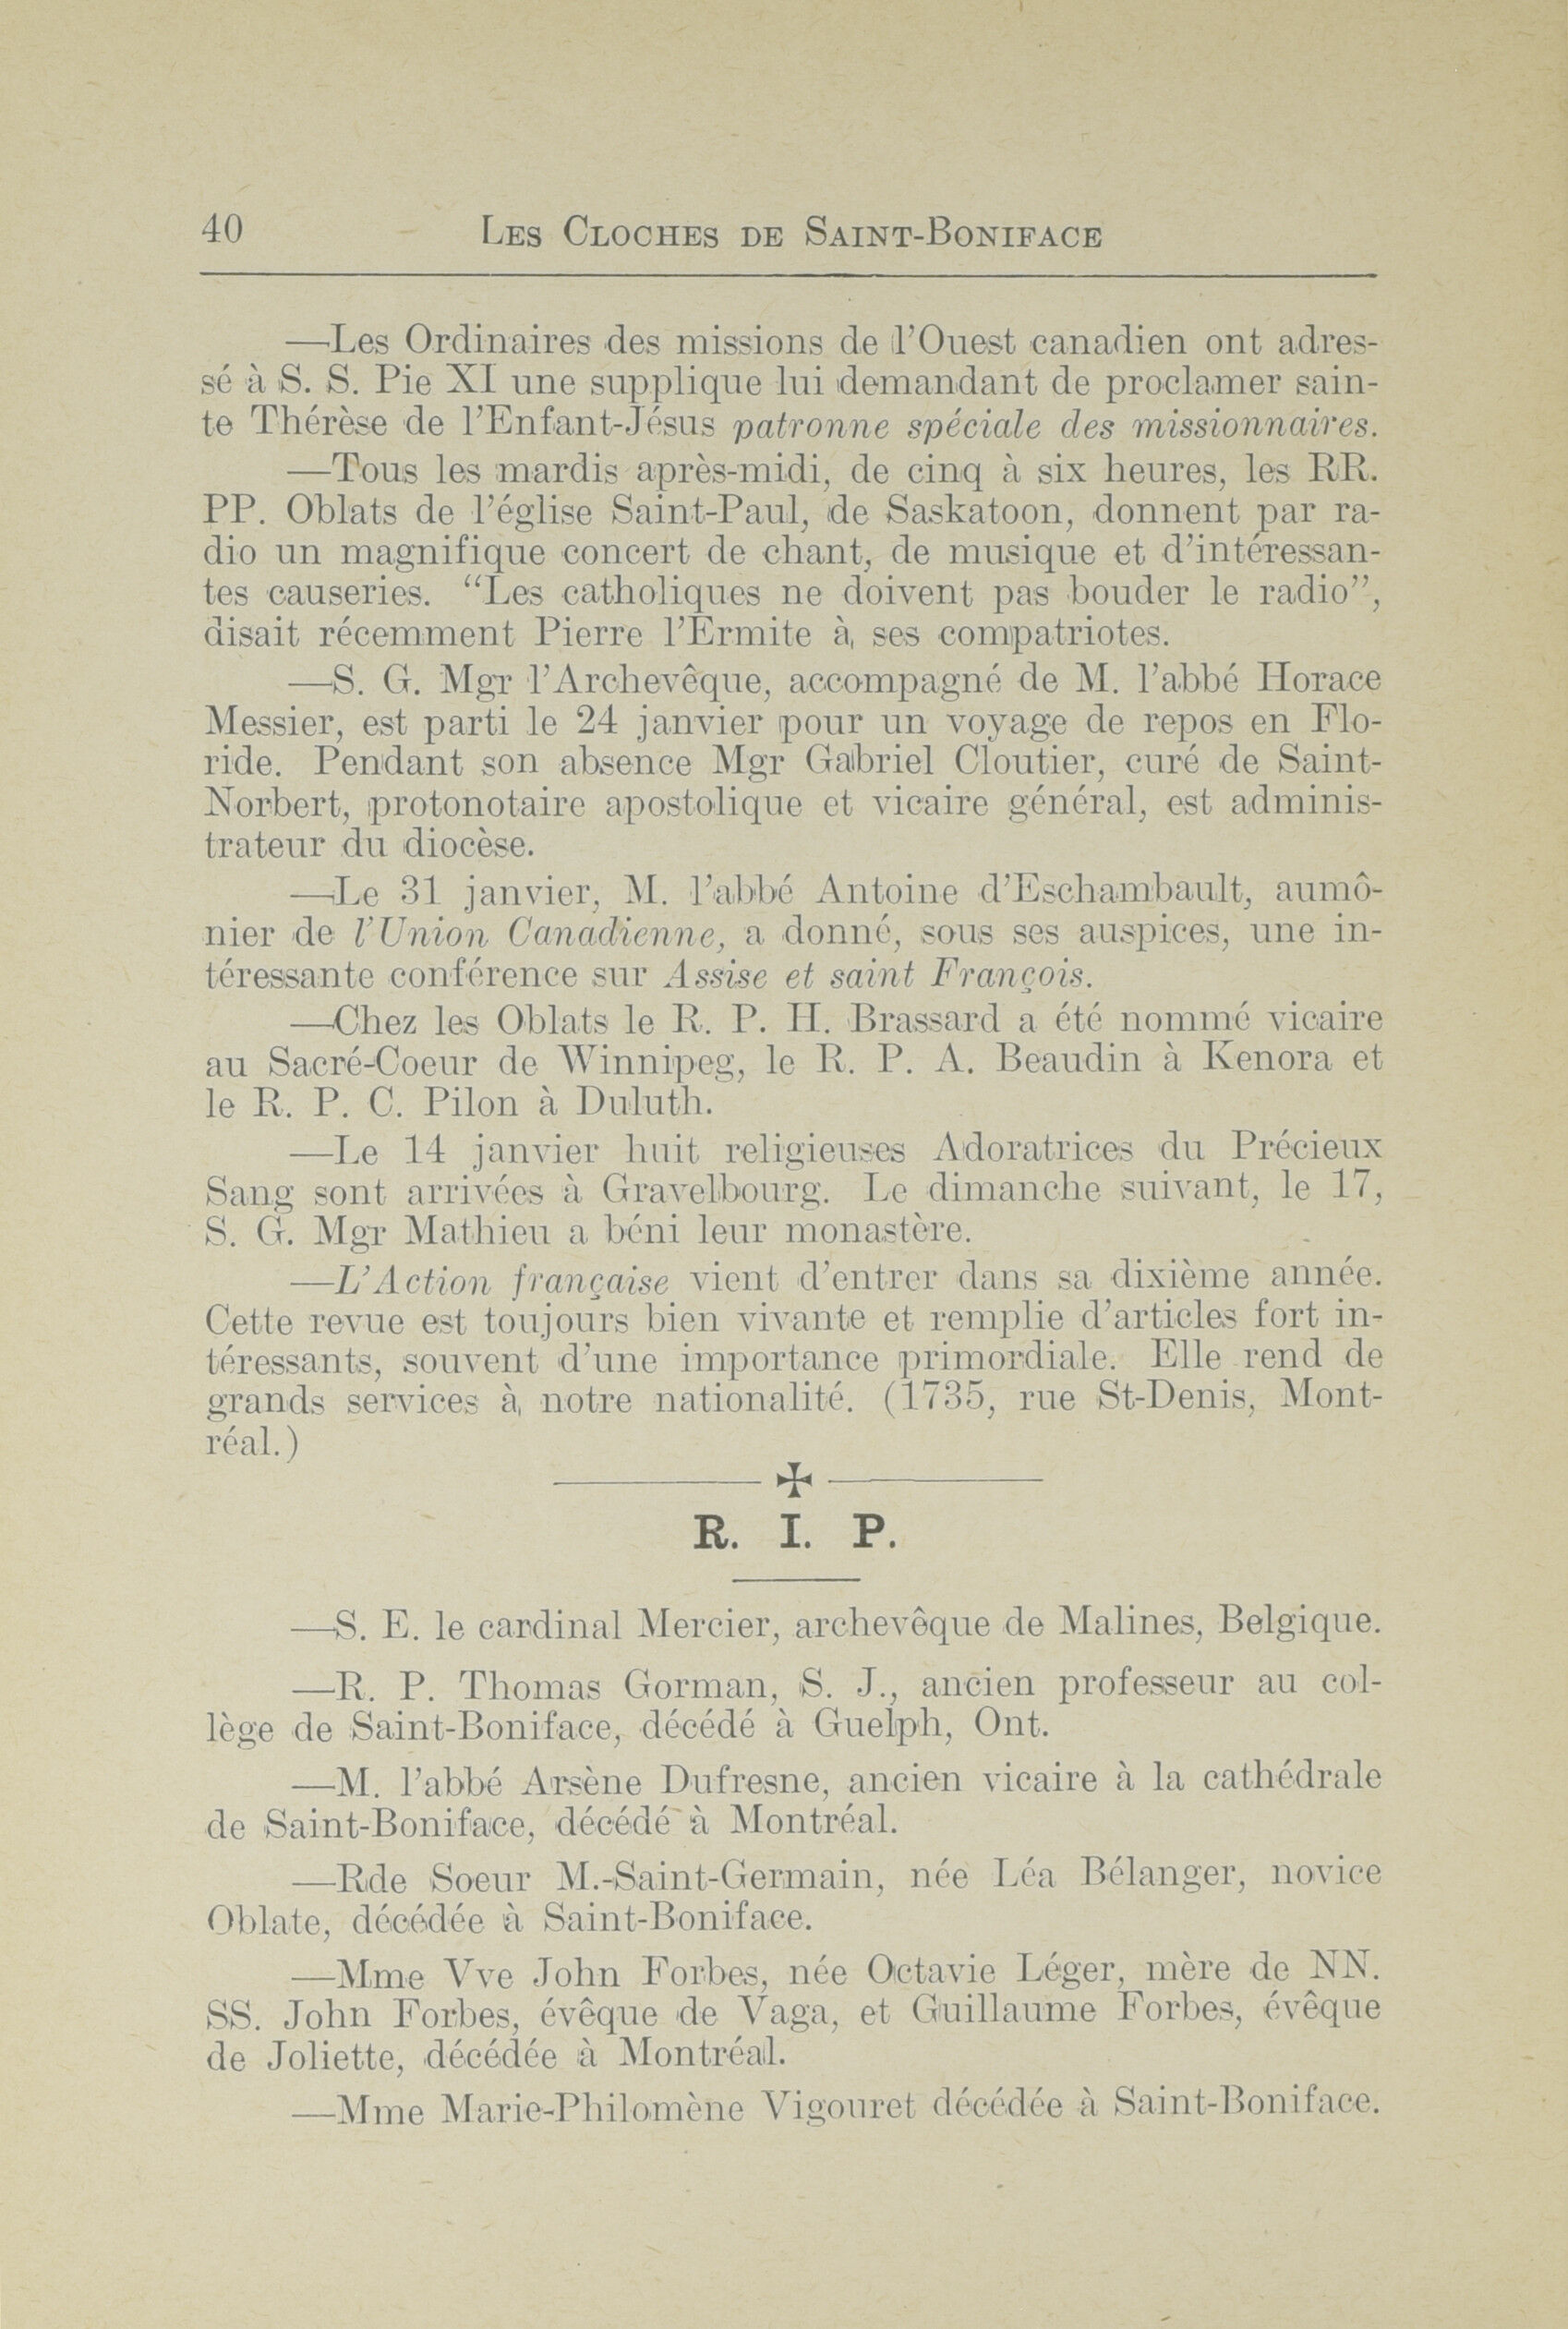 40 Les Cloches de Saint-Boniface
—Les Ordinaires des missions de l'Ouest canadien ont adres-
sé à S. S. Pie XI une supplique lui demandant de proclamer sain-
te Thérèse de l'Enfant-Jésus patronne spéciale des missionnaires.
—Tous les mardis après-midi, de cinq à six heures, les RR.
PP. Oblats de l'église Saint-Paul, de Saskatoon, donnent par ra-
dio un magnifique concert de chant, de musique et d'intéressan-
tes causeries. "Les catholiques ne doivent pas bouder le radio",
disait récemment Pierre l'Ermite à ses compatriotes.
—S. G. Mgr l'Archevêque, accompagné de M. l'abbé Horace
Messier, est parti le 24 janvier pour un voyage de repos en Flo-
ride. Pendant son absence Mgr Gabriel Cloutier, curé de Saint-
Norbert, protonotaire apostolique et vicaire général, est adminis-
trateur du diocèse.
—Le 31 janvier, M. l'abbé Antoine d'Eschambault, aumô-
nier de l'Union Canadienne, a donné, sous ses auspices, une in-
téressante conférence sur Assise et saint François.
—Chez les Oblats le R. P. H. Brassard a été nommé vicaire
au Sacré-Coeur de Winnipeg, le R. P. A. Beaudin à Kenora et
le R. P. C. Pilon à Duluth.
—Le 14 janvier huit religieuses Adoratrices du Précieux
Sang sont arrivées à Gravelbourg. Le dimanche suivant, le 17,
S. G. Mgr Mathieu a béni leur monastère.
—L'Action française vient d'entrer dans sa dixième année.
Cette revue est toujours bien vivante et remplie d'articles fort in-
téressants, souvent d'une importance primordiale. Elle rend de
grands services à notre nationalité. (1735, rue St-Denis, Mont-
réal.)
R. I. P.
—S. E. le cardinal Mercier, archevêque de Malines, Belgique.
—R. P. Thomas Gorman, S. J., ancien professeur au col-
lège de Saint-Boniface, décédé à Guelph, Ont.
—M. l'abbé Arsène Dufresne, ancien vicaire à la cathédrale
de Saint-Boniface, décédé à Montréal.
—Rde Soeur M.-Saint-Germain, née Léa Bélanger, novice
Oblate, décédée à Saint-Boniface.
—Mme Vve John Forbes, née Octavie Léger, mère de NN.
SS. John Forbes, évêque de Vaga, et Guillaume Forbes, évêque
de Joliette, décédée à Montréal.
—Mme Marie-Philomène Vigouret décédée à Saint-Boniface.